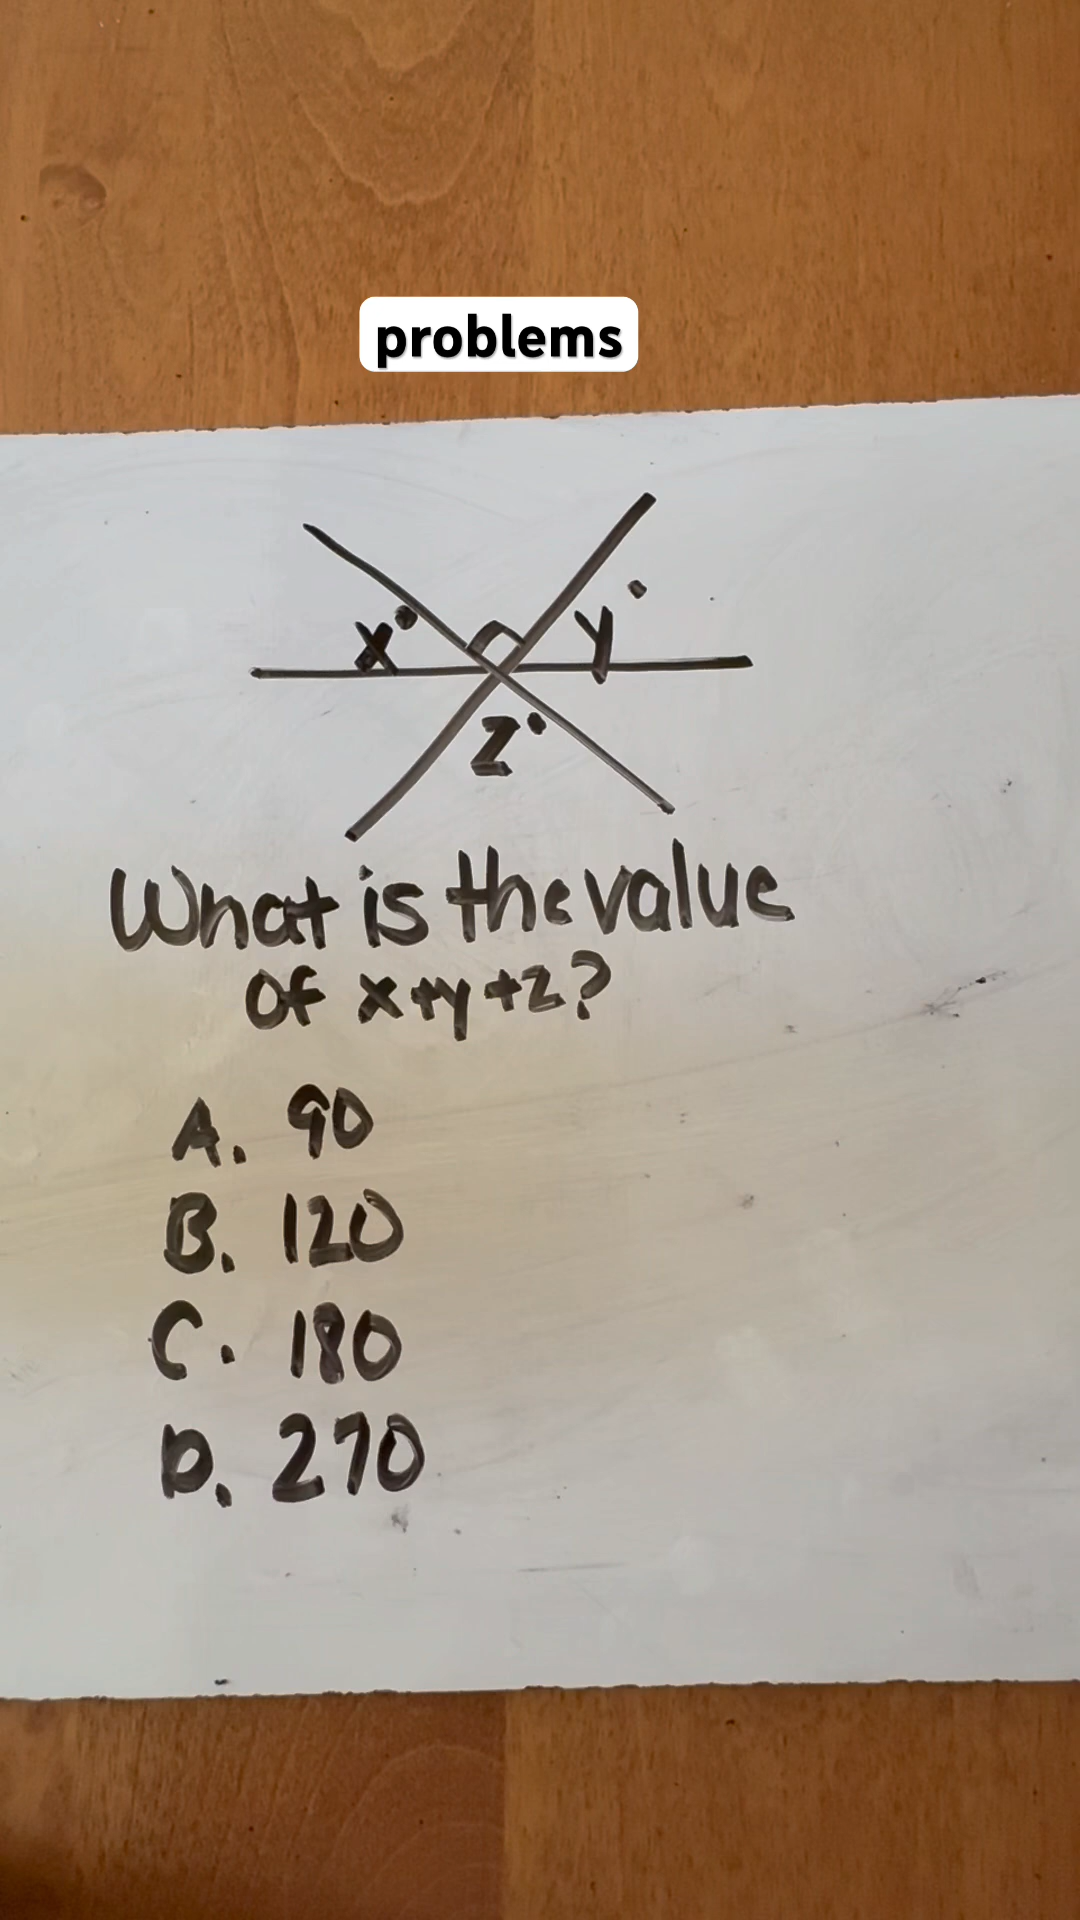 problems
x°
y°
z°
What is the value
of x+y+z?
A. 90
B. 120
C. 180
D. 270